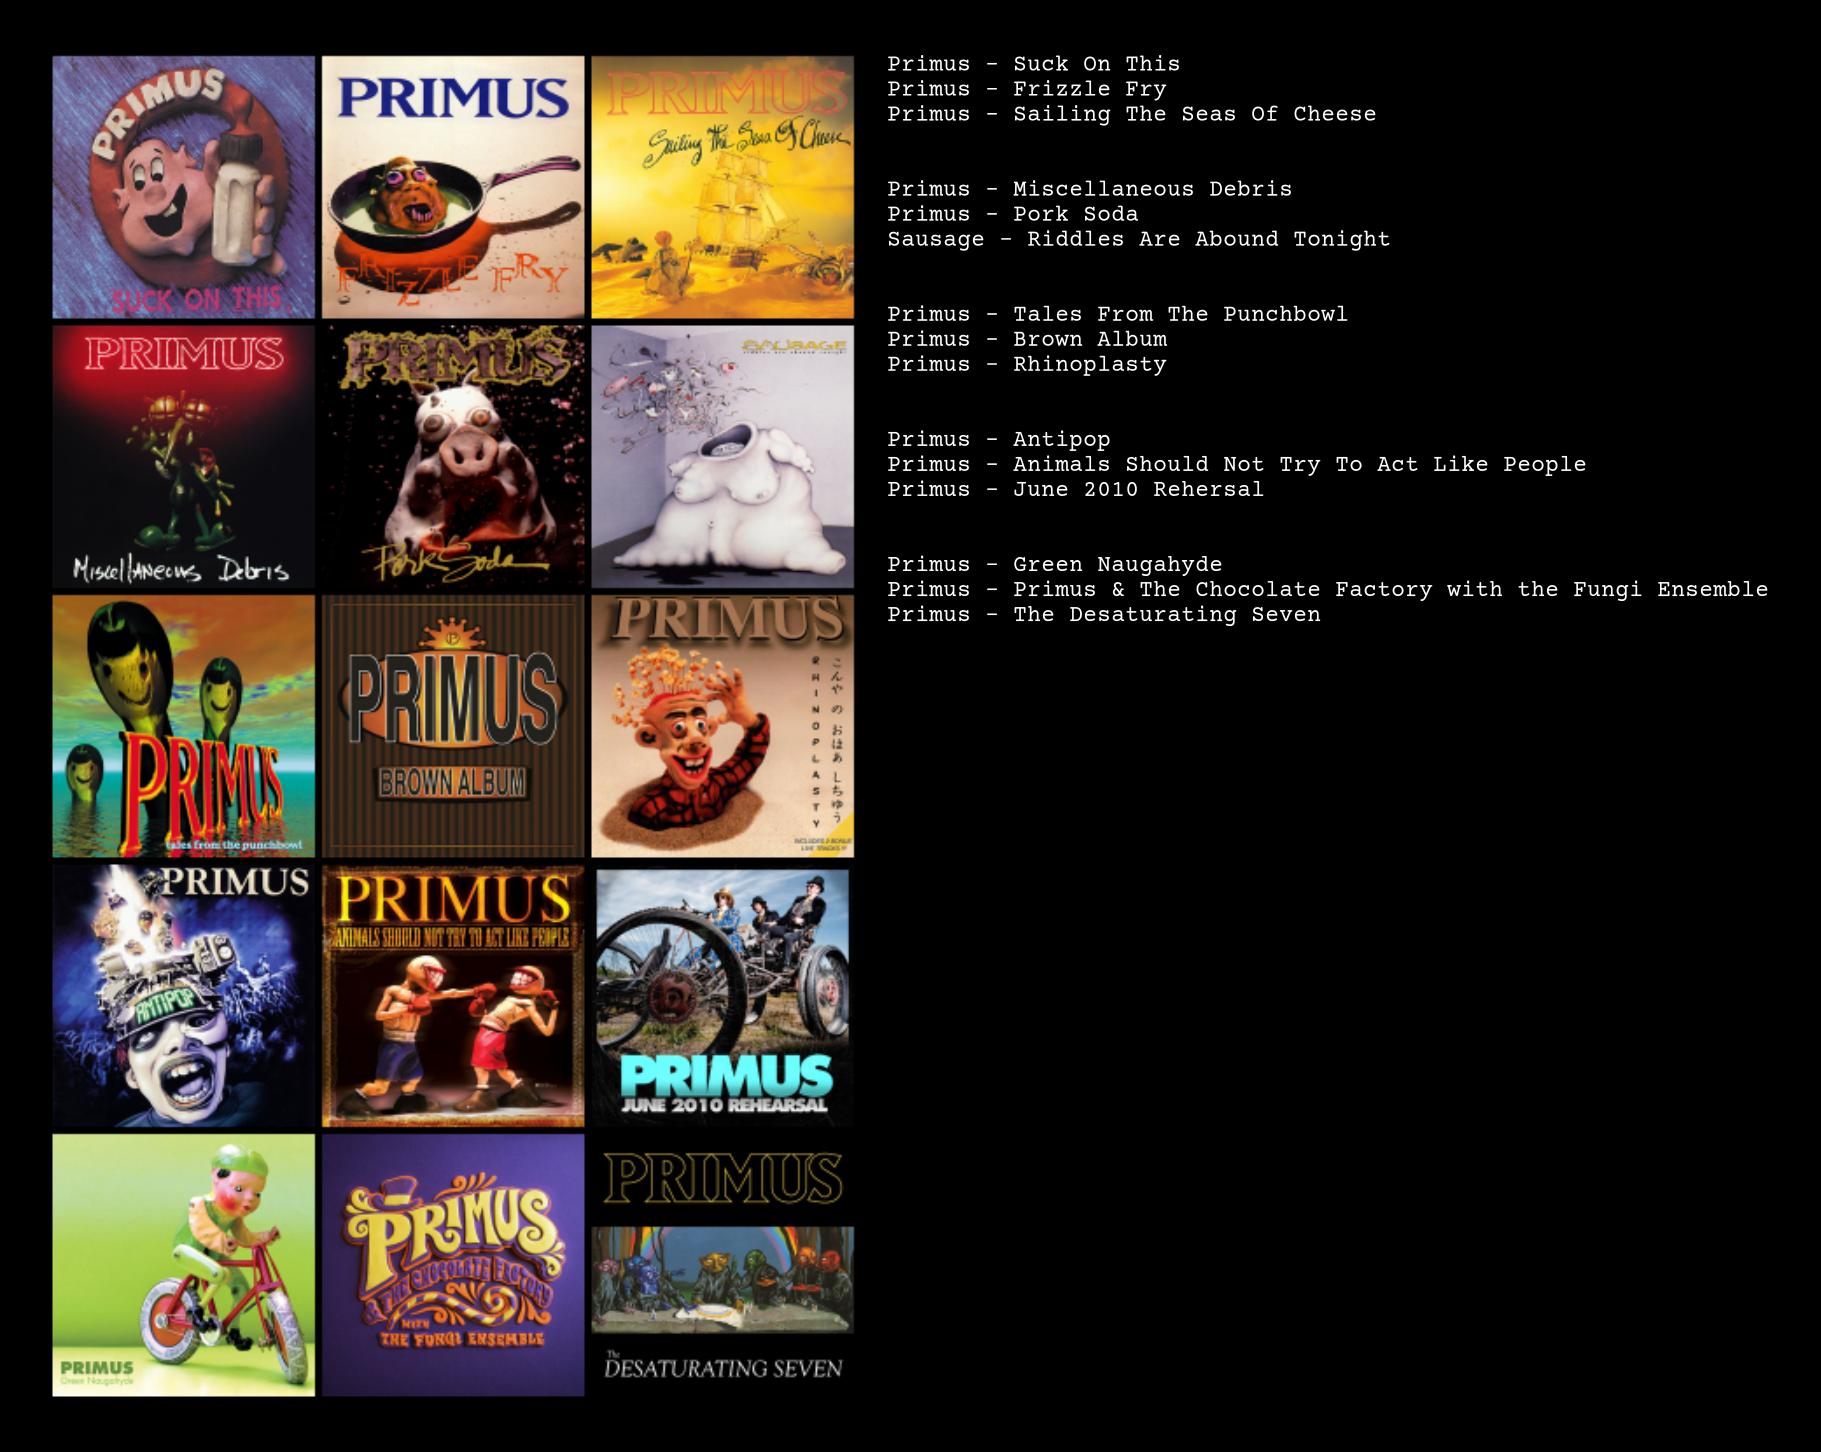 PRIMUS
SUCK ON THIS
PRIMUS
FRIZZLE FRY
PRIMUS
Sailing The Seas Of Cheese
PRIMUS
Miscellaneous Debris
PRIMUS
Pork Soda
SAUSAGE
riddles are abound tonight
PRIMUS
tales from the punchbowl
P
PRIMUS
BROWN ALBUM
PRIMUS
RHINOPLASTY
こんや の おはあ しちゅう
INCLUDES 2 BONUS
LIVE TRACKS!!!
PRIMUS
ANTIPOP
PRIMUS
ANIMALS SHOULD NOT TRY TO ACT LIKE PEOPLE
PRIMUS
JUNE 2010 REHEARSAL
PRIMUS
Green Naugahyde
PRIMUS
& THE CHOCOLATE FACTORY
WITH
THE FUNGI ENSEMBLE
PRIMUS
The
DESATURATING SEVEN
Primus - Suck On This
Primus - Frizzle Fry
Primus - Sailing The Seas Of Cheese
Primus - Miscellaneous Debris
Primus - Pork Soda
Sausage - Riddles Are Abound Tonight
Primus - Tales From The Punchbowl
Primus - Brown Album
Primus - Rhinoplasty
Primus - Antipop
Primus - Animals Should Not Try To Act Like People
Primus - June 2010 Rehersal
Primus - Green Naugahyde
Primus - Primus & The Chocolate Factory with the Fungi Ensemble
Primus - The Desaturating Seven